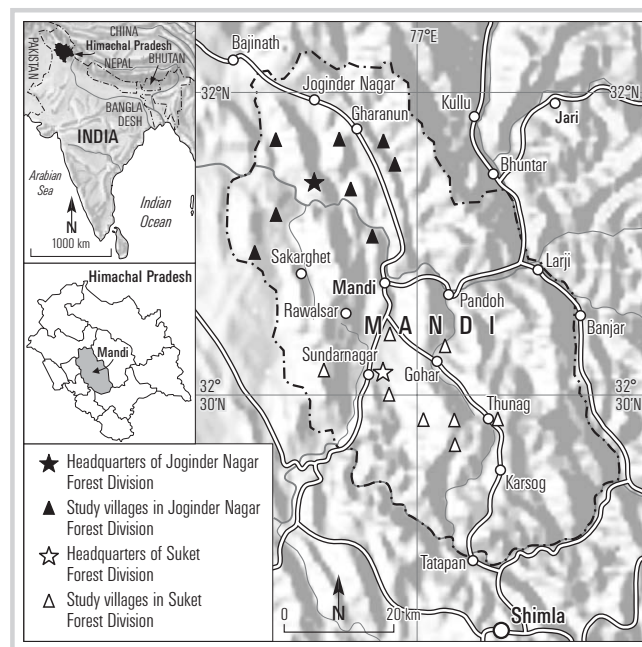 CHINA
Himachal Pradesh
PAKISTAN
NEPAL
BHUTAN
BANGLA
DESH
INDIA
Arabian
Sea
Indian
Ocean
N
1000 km
Himachal Pradesh
Mandi
Headquarters of Joginder Nagar
Forest Division
Study villages in Joginder Nagar
Forest Division
Headquarters of Suket
Forest Division
Study villages in Suket
Forest Division
77°E
Bajinath
32°N
Joginder Nagar
32°N
Kullu
Jari
Gharanun
Bhuntar
Sakarghet
Larji
Mandi
Pandoh
Rawalsar
MANDI
Banjar
Sundarnagar
Gohar
32°
30'N
32°
30'N
Thunag
Karsog
Tatapan
0
N
20 km
Shimla